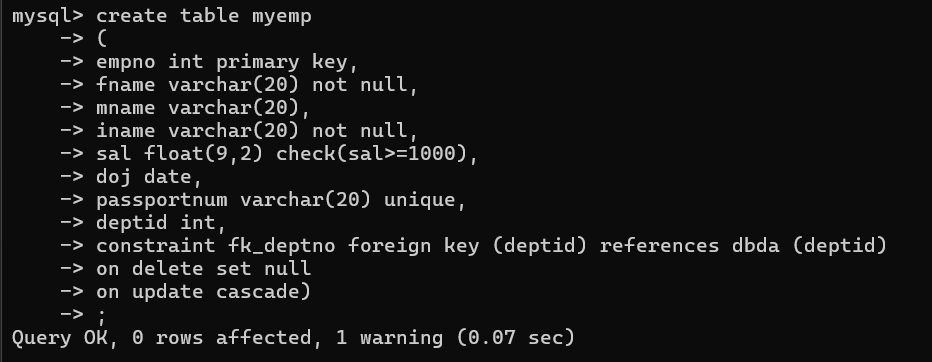 mysql> create table myemp
    -> (
    -> empno int primary key,
    -> fname varchar(20) not null,
    -> mname varchar(20),
    -> iname varchar(20) not null,
    -> sal float(9,2) check(sal>=1000),
    -> doj date,
    -> passportnum varchar(20) unique,
    -> deptid int,
    -> constraint fk_deptno foreign key (deptid) references dbda (deptid)
    -> on delete set null
    -> on update cascade)
    -> ;
Query OK, 0 rows affected, 1 warning (0.07 sec)